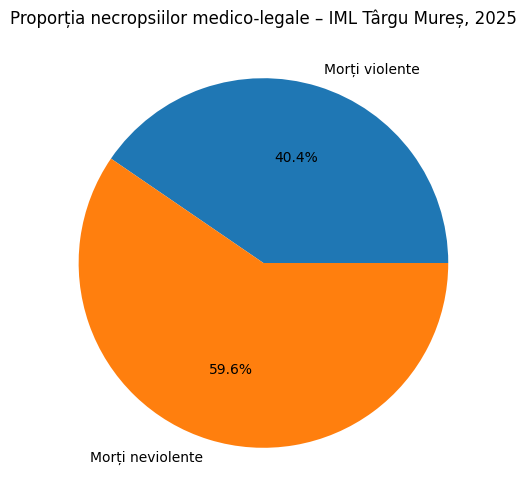 Proporția necropsiilor medico-legale – IML Târgu Mureș, 2025
Morți violente
40.4%
59.6%
Morți neviolente